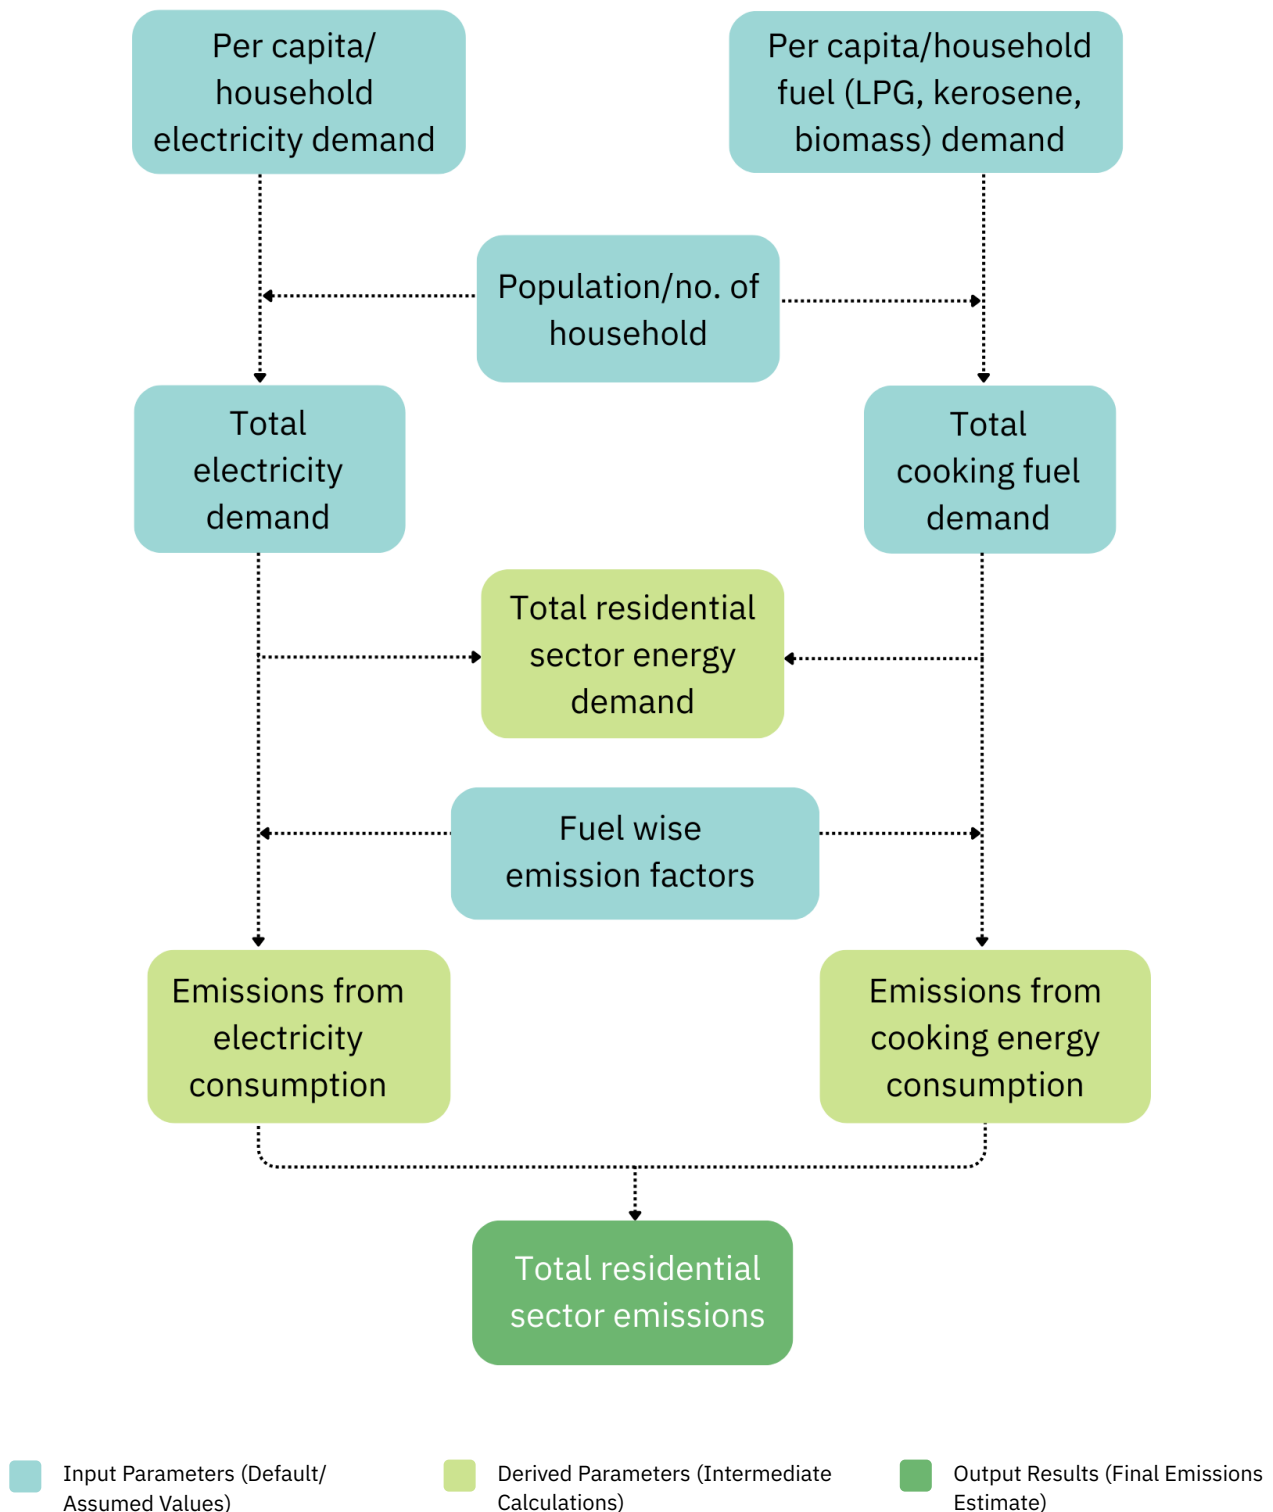 Per capita/
household
electricity demand
Per capita/household
fuel (LPG, kerosene,
biomass) demand
Population/no. of
household
Total
electricity
demand
Total
cooking fuel
demand
Total residential
sector energy
demand
Fuel wise
emission factors
Emissions from
electricity
consumption
Emissions from
cooking energy
consumption
Total residential
sector emissions
Input Parameters (Default/
Assumed Values)
Derived Parameters (Intermediate
Calculations)
Output Results (Final Emissions
Estimate)